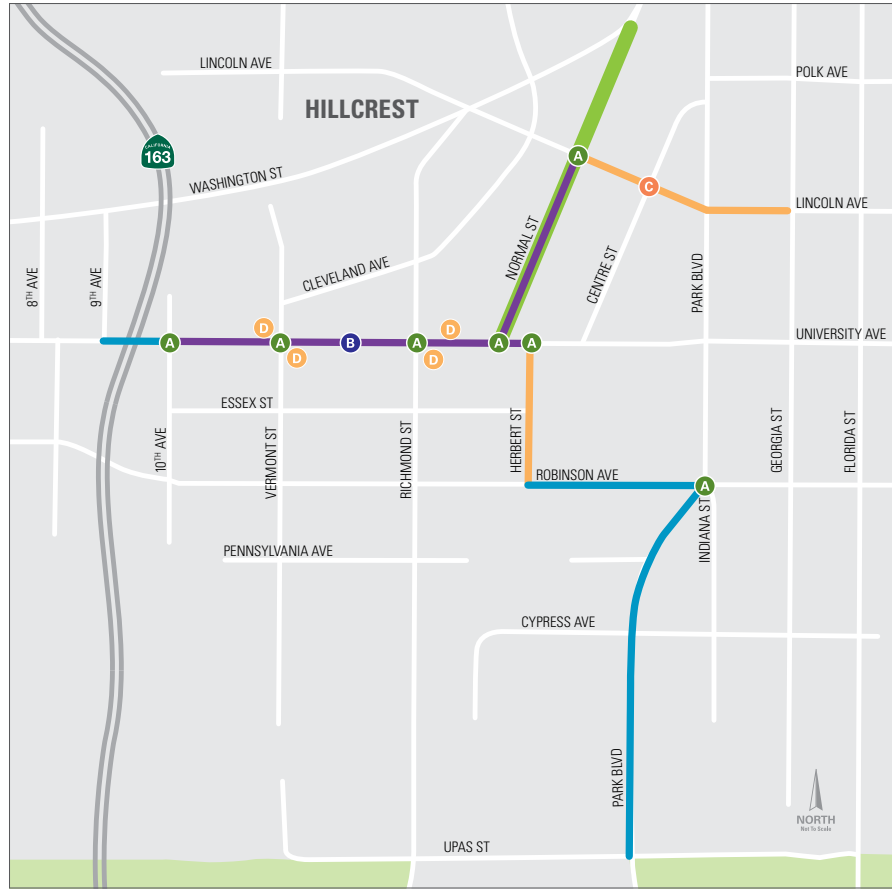 LINCOLN AVE
POLK AVE
HILLCREST
CALIFORNIA
163
A
WASHINGTON ST
C
LINCOLN AVE
NORMAL ST
CENTRE ST
PARK BLVD
CLEVELAND AVE
8TH AVE
9TH AVE
D
D
A
A
B
A
A
A
UNIVERSITY AVE
D
D
ESSEX ST
10TH AVE
VERMONT ST
RICHMOND ST
HERBERT ST
GEORGIA ST
FLORIDA ST
ROBINSON AVE
A
INDIANA ST
PENNSYLVANIA AVE
CYPRESS AVE
PARK BLVD
NORTH
Not To Scale
UPAS ST